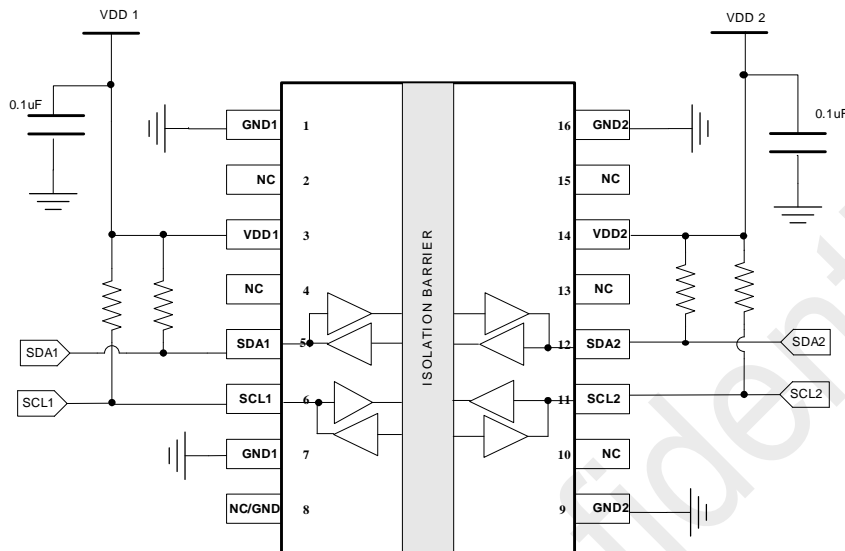 VDD 1
VDD 2
0.1uF
0.1uF
GND1 1
16 GND2
NC 2
15 NC
VDD1 3
14 VDD2
NC 4
13 NC
SDA1
SDA1 5
12 SDA2
SDA2
SCL1
SCL1 6
11 SCL2
SCL2
GND1 7
10 NC
NC/GND 8
9 GND2
ISOLATION BARRIER
fident